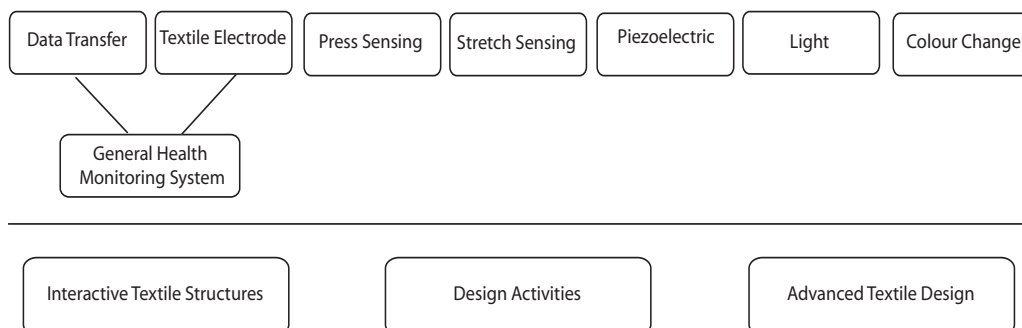 Data Transfer
Textile Electrode
Press Sensing
Stretch Sensing
Piezoelectric
Light
Colour Change
General Health
Monitoring System
Interactive Textile Structures
Design Activities
Advanced Textile Design